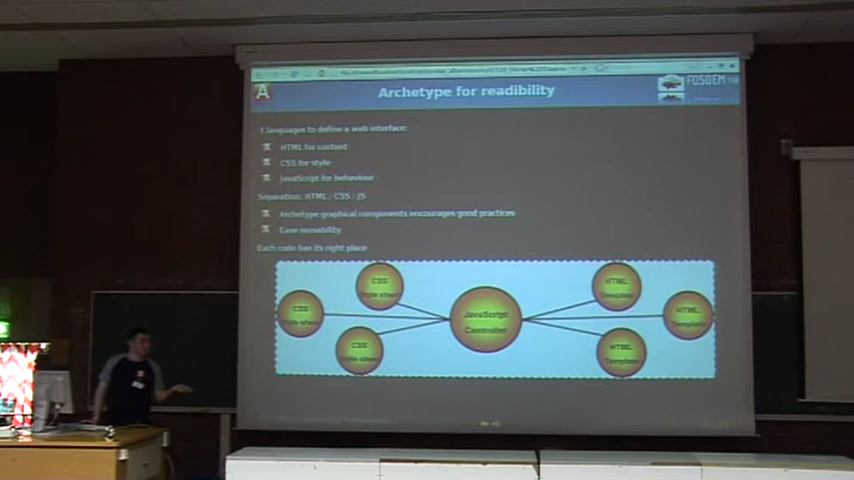 Archetype for readibility
FOSDEM
A
3 languages to define a web interface:
HTML for content
CSS for style
JavaScript for behaviour
Separation: HTML / CSS / JS
Archetype graphical components encourages good practices
Ease reusability
Each code has its right place
CSS
Style sheet
CSS
Style sheet
CSS
Style sheet
JavaScript
Controller
HTML
Template
HTML
Template
HTML
Template